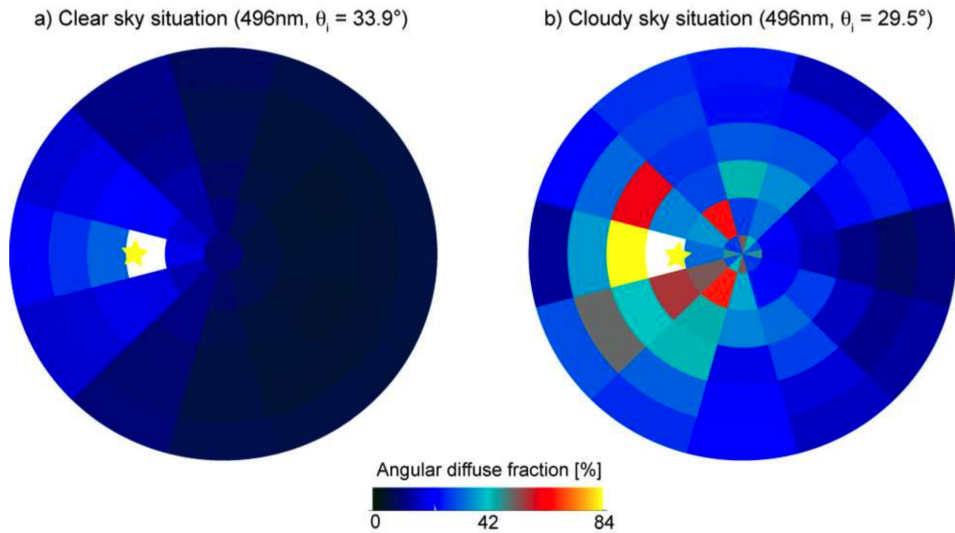 a) Clear sky situation (496nm, θi = 33.9°)
b) Cloudy sky situation (496nm, θi = 29.5°)
Angular diffuse fraction [%]
0 42 84